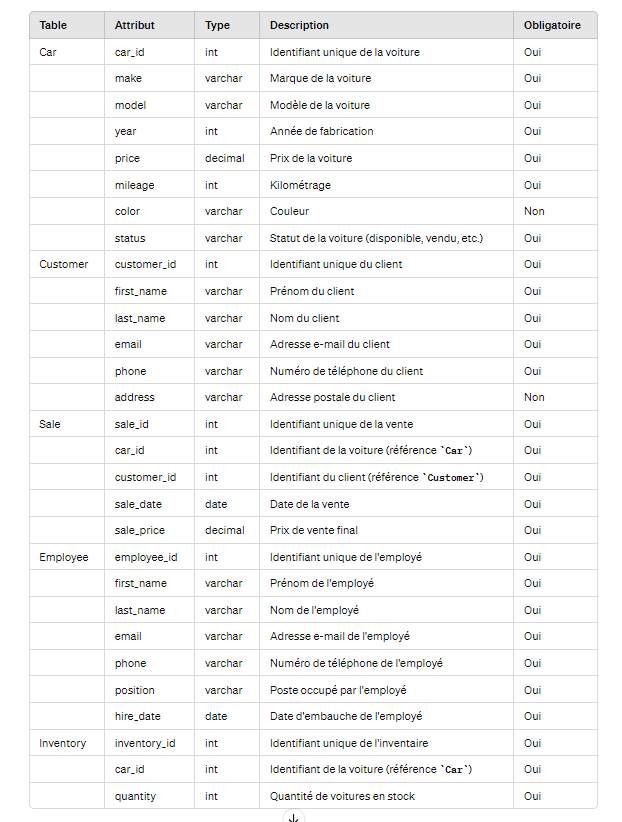 Table Attribut Type Description Obligatoire
Car car_id int Identifiant unique de la voiture Oui
make varchar Marque de la voiture Oui
model varchar Modèle de la voiture Oui
year int Année de fabrication Oui
price decimal Prix de la voiture Oui
mileage int Kilométrage Oui
color varchar Couleur Non
status varchar Statut de la voiture (disponible, vendu, etc.) Oui
Customer customer_id int Identifiant unique du client Oui
first_name varchar Prénom du client Oui
last_name varchar Nom du client Oui
email varchar Adresse e-mail du client Oui
phone varchar Numéro de téléphone du client Oui
address varchar Adresse postale du client Non
Sale sale_id int Identifiant unique de la vente Oui
car_id int Identifiant de la voiture (référence `Car`) Oui
customer_id int Identifiant du client (référence `Customer`) Oui
sale_date date Date de la vente Oui
sale_price decimal Prix de vente final Oui
Employee employee_id int Identifiant unique de l'employé Oui
first_name varchar Prénom de l'employé Oui
last_name varchar Nom de l'employé Oui
email varchar Adresse e-mail de l'employé Oui
phone varchar Numéro de téléphone de l'employé Oui
position varchar Poste occupé par l'employé Oui
hire_date date Date d'embauche de l'employé Oui
Inventory inventory_id int Identifiant unique de l'inventaire Oui
car_id int Identifiant de la voiture (référence `Car`) Oui
quantity int Quantité de voitures en stock Oui